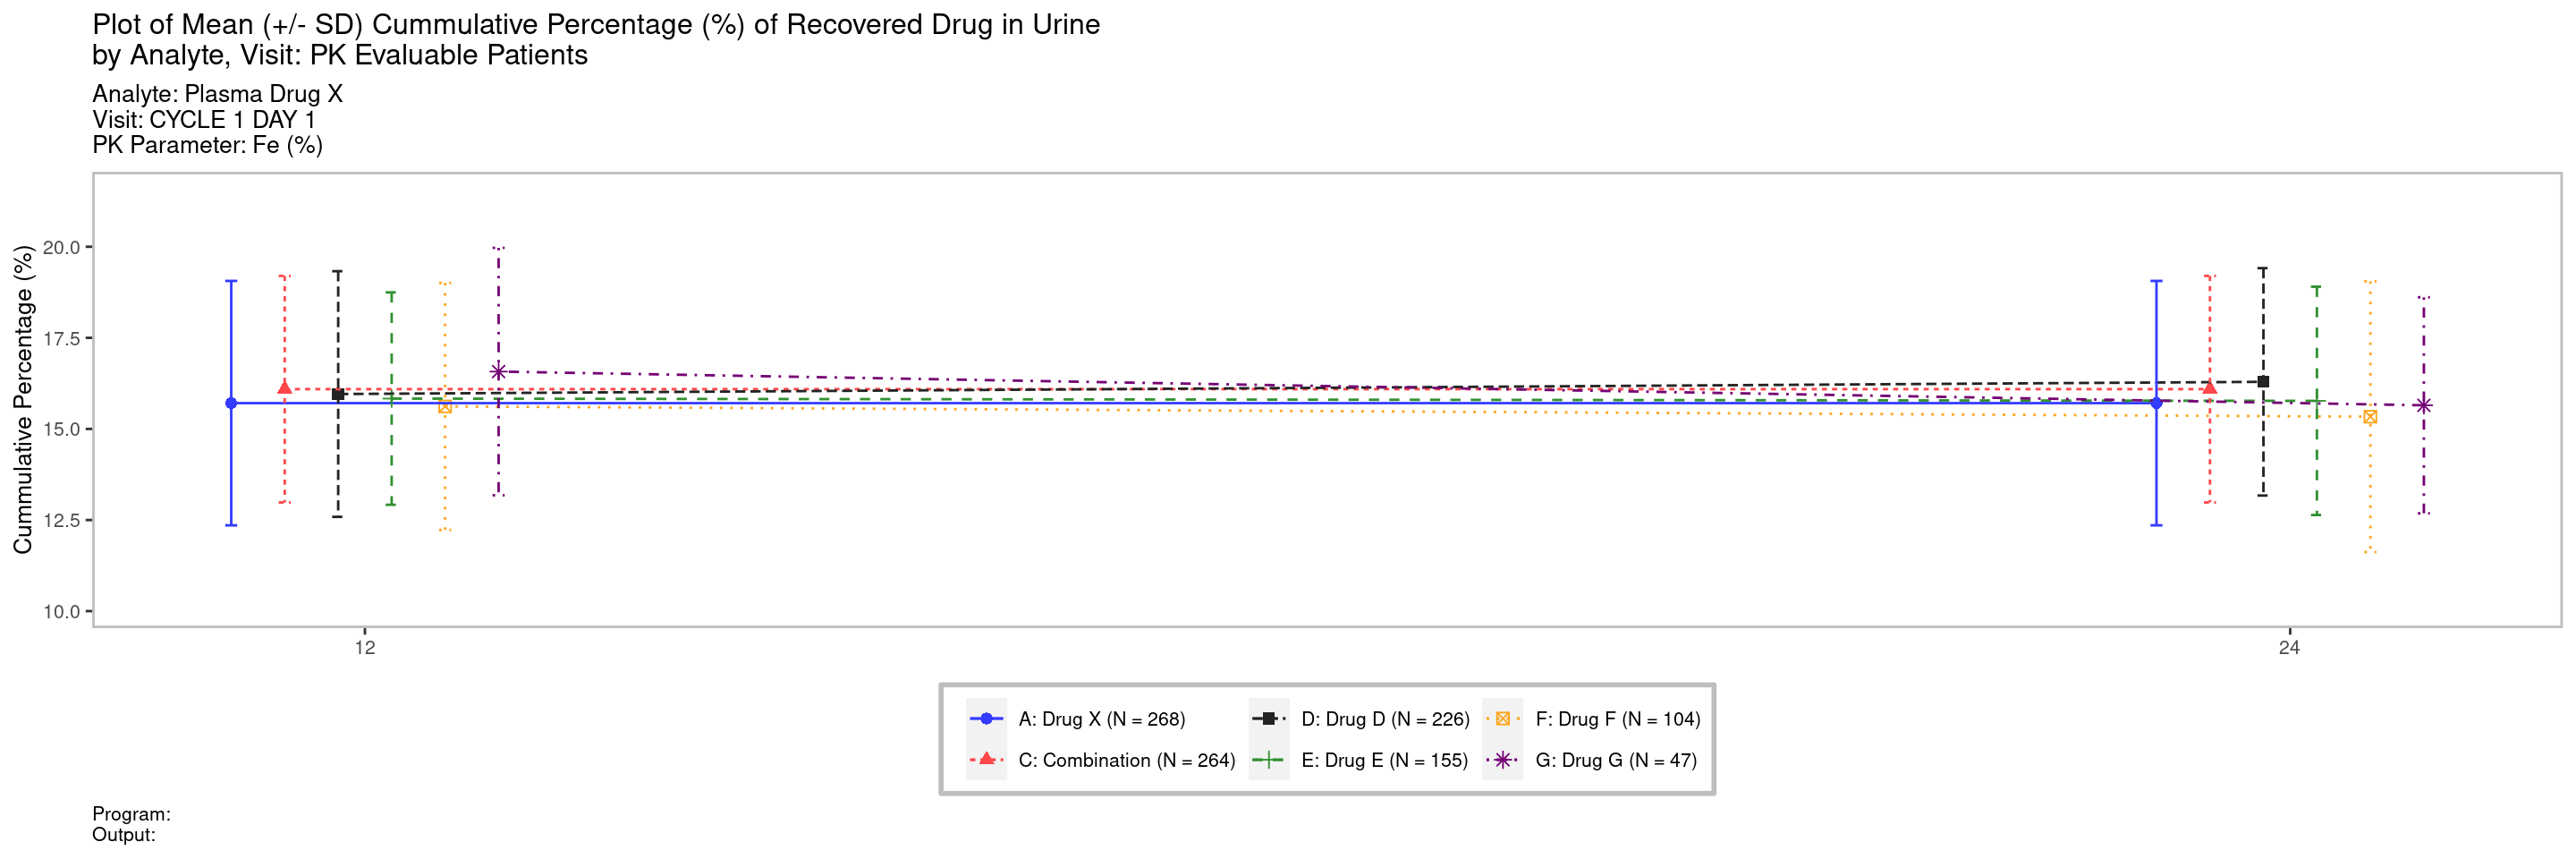 Plot of Mean (+/- SD) Cummulative Percentage (%) of Recovered Drug in Urine
by Analyte, Visit: PK Evaluable Patients
Analyte: Plasma Drug X
Visit: CYCLE 1 DAY 1
PK Parameter: Fe (%)
Cummulative Percentage (%)
20.0
17.5
15.0
12.5
10.0
12
24
A: Drug X (N = 268)
D: Drug D (N = 226)
F: Drug F (N = 104)
C: Combination (N = 264)
E: Drug E (N = 155)
G: Drug G (N = 47)
Program:
Output: